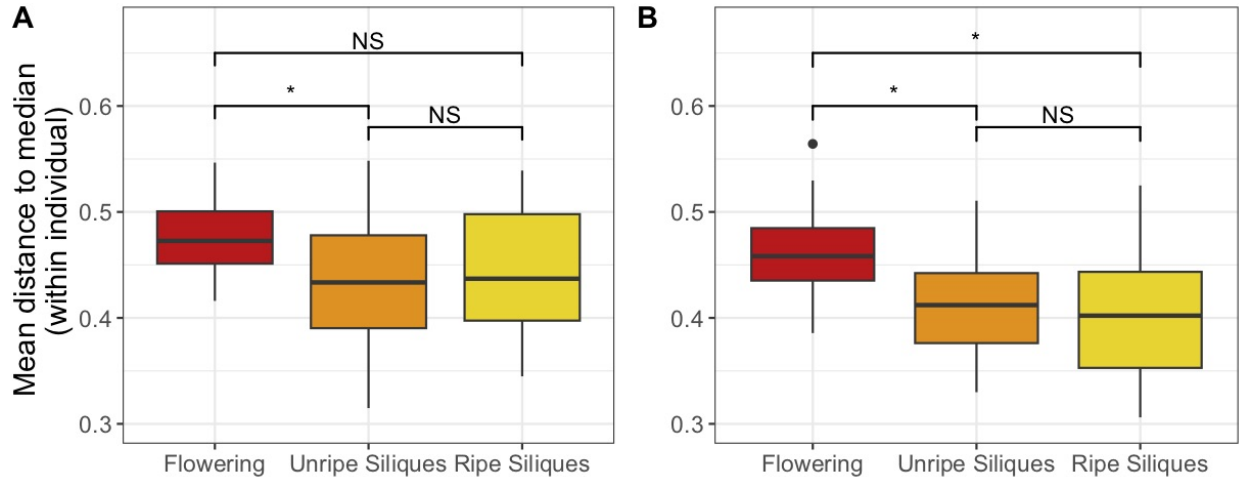 A
Mean distance to median
(within individual)
0.6
0.5
0.4
0.3
NS
*
NS
Flowering Unripe Siliques Ripe Siliques
B
0.6
0.5
0.4
0.3
*
*
NS
Flowering Unripe Siliques Ripe Siliques